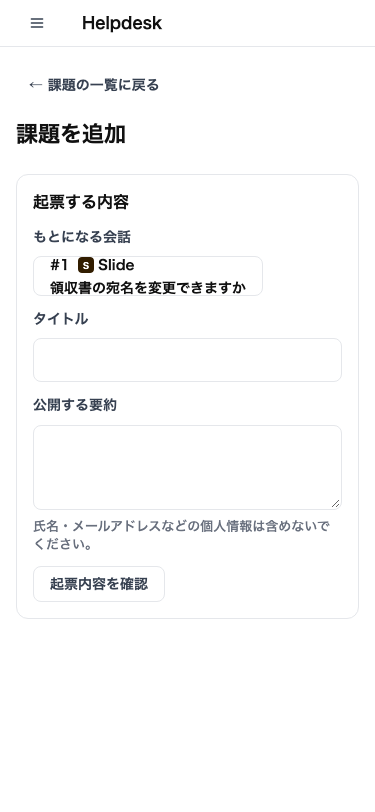 Helpdesk
← 課題の一覧に戻る
課題を追加
起票する内容
もとになる会話
#1 S Slide
領収書の宛名を変更できますか
タイトル
公開する要約
氏名・メールアドレスなどの個人情報は含めないで
ください。
起票内容を確認